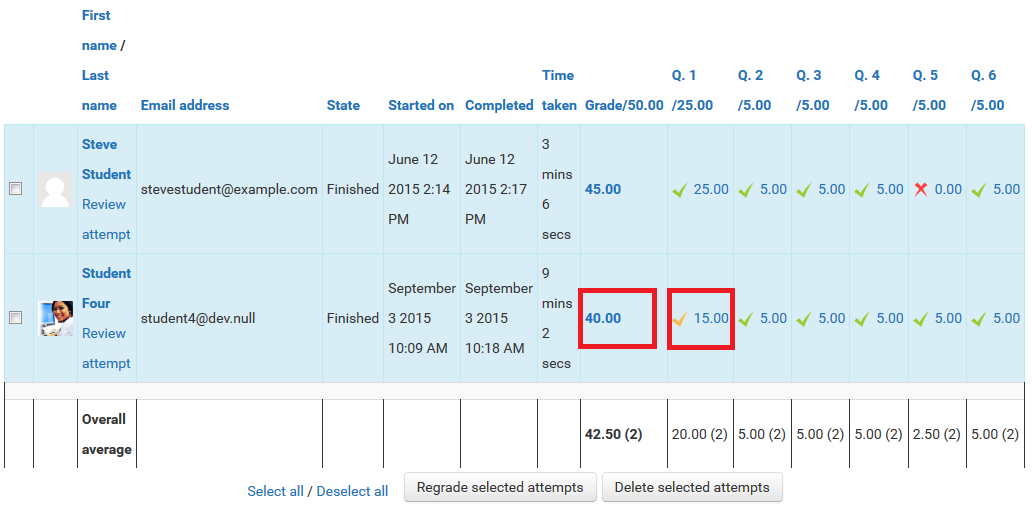 First
name /
Last
name
Email address
State
Started on
Completed
Time
taken
Grade/50.00
Q. 1
/25.00
Q. 2
/5.00
Q. 3
/5.00
Q. 4
/5.00
Q. 5
/5.00
Q. 6
/5.00
Steve
Student
Review
attempt
stevestudent@example.com
Finished
June 12
2015 2:14
PM
June 12
2015 2:17
PM
3
mins
6
secs
45.00
25.00
5.00
5.00
5.00
0.00
5.00
Student
Four
Review
attempt
student4@dev.null
Finished
September
3 2015
10:09 AM
September
3 2015
10:18 AM
9
mins
2
secs
40.00
15.00
5.00
5.00
5.00
5.00
5.00
Overall
average
42.50 (2)
20.00 (2)
5.00 (2)
5.00 (2)
5.00 (2)
2.50 (2)
5.00 (2)
Select all / Deselect all
Regrade selected attempts
Delete selected attempts